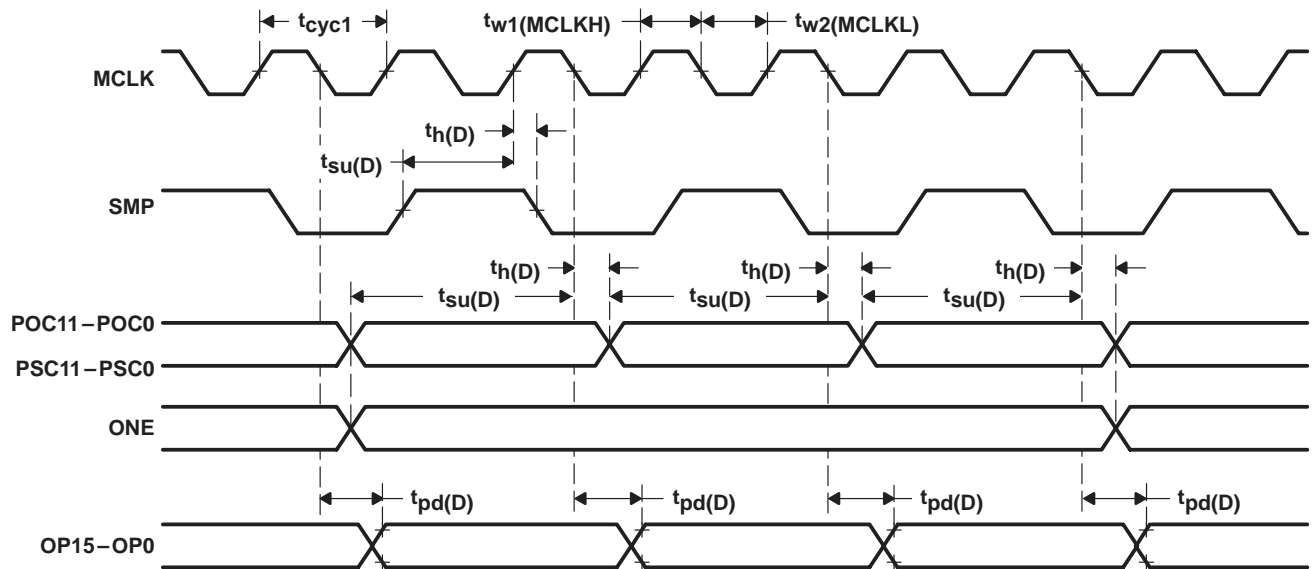 tcyc1
tw1(MCLKH)
tw2(MCLKL)
MCLK
th(D)
tsu(D)
SMP
th(D)
th(D)
th(D)
tsu(D)
tsu(D)
tsu(D)
POC11–POC0
PSC11–PSC0
ONE
tpd(D)
tpd(D)
tpd(D)
tpd(D)
OP15–OP0